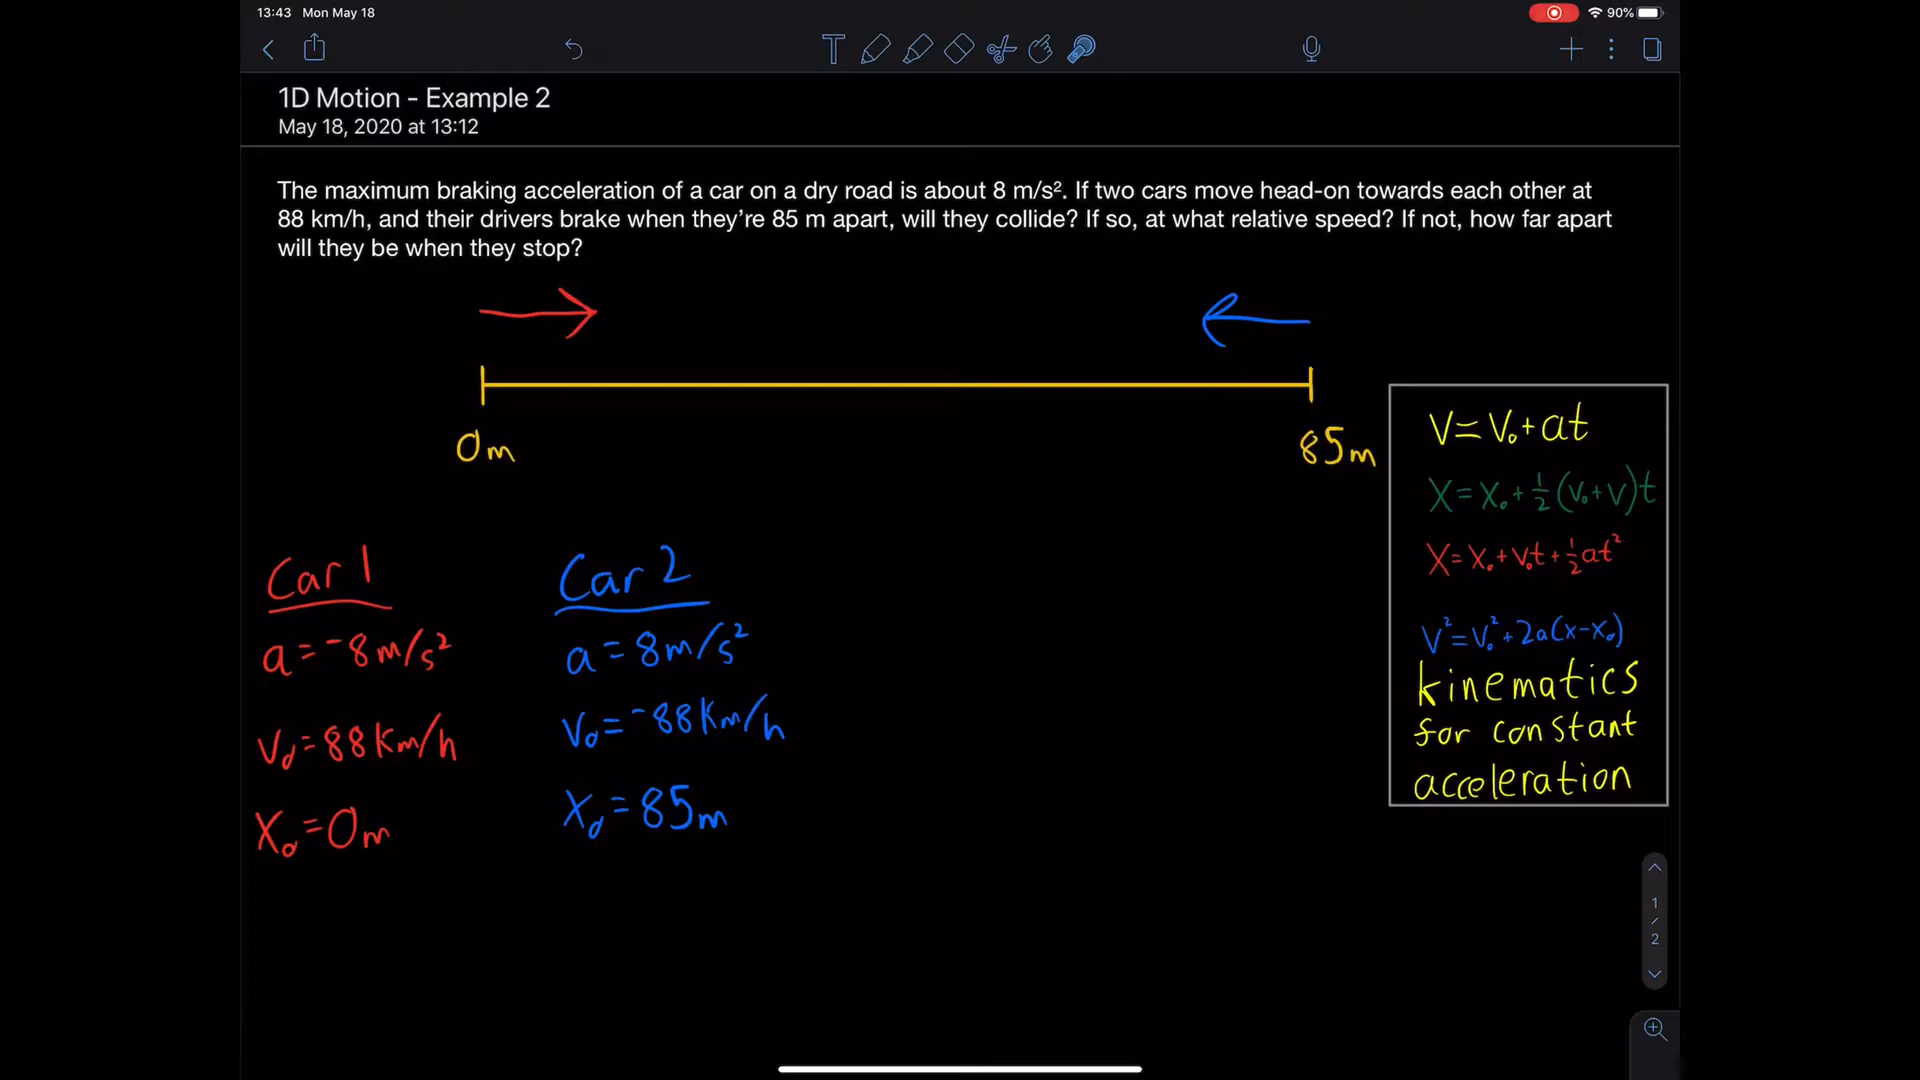 13:43 Mon May 18
90%
1D Motion - Example 2
May 18, 2020 at 13:12
The maximum braking acceleration of a car on a dry road is about 8 m/s². If two cars move head-on towards each other at
88 km/h, and their drivers brake when they’re 85 m apart, will they collide? If so, at what relative speed? If not, how far apart
will they be when they stop?
0m
85m
V=V₀+at
X=X₀+½(V₀+V)t
X=X₀+V₀t+½at²
V²=V₀²+2a(x-x₀)
kinematics
for constant
acceleration
Car 1
a=-8m/s²
V₀=88Km/h
X₀=0m
Car 2
a=8m/s²
V₀=-88Km/h
X₀=85m
1
/
2